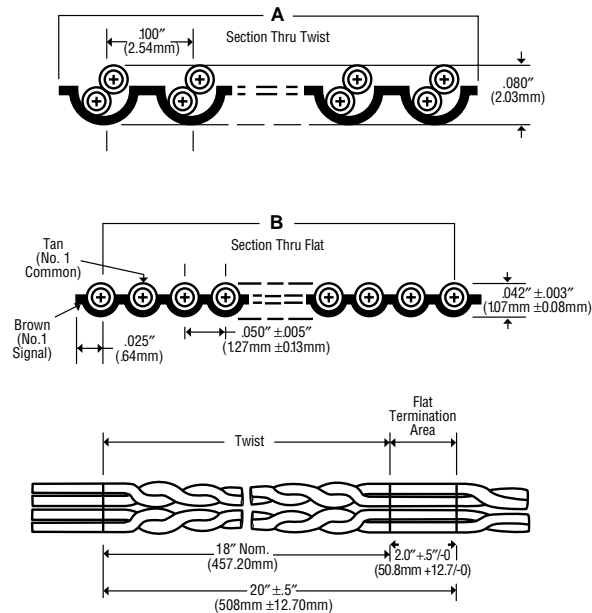 A
.100″
(2.54mm)
Section Thru Twist
.080″
(2.03mm)
B
Section Thru Flat
Tan
(No. 1
Common)
Brown
(No.1
Signal)
.025″
(.64mm)
.050″ ±.005″
(1.27mm ±0.13mm)
.042″ ±.003″
(1.07mm ±0.08mm)
Flat
Termination
Area
Twist
18″ Nom.
(457.20mm)
2.0″+.5″/-0
(50.8mm +12.7/-0)
20″ ±.5″
(508mm ±12.70mm)